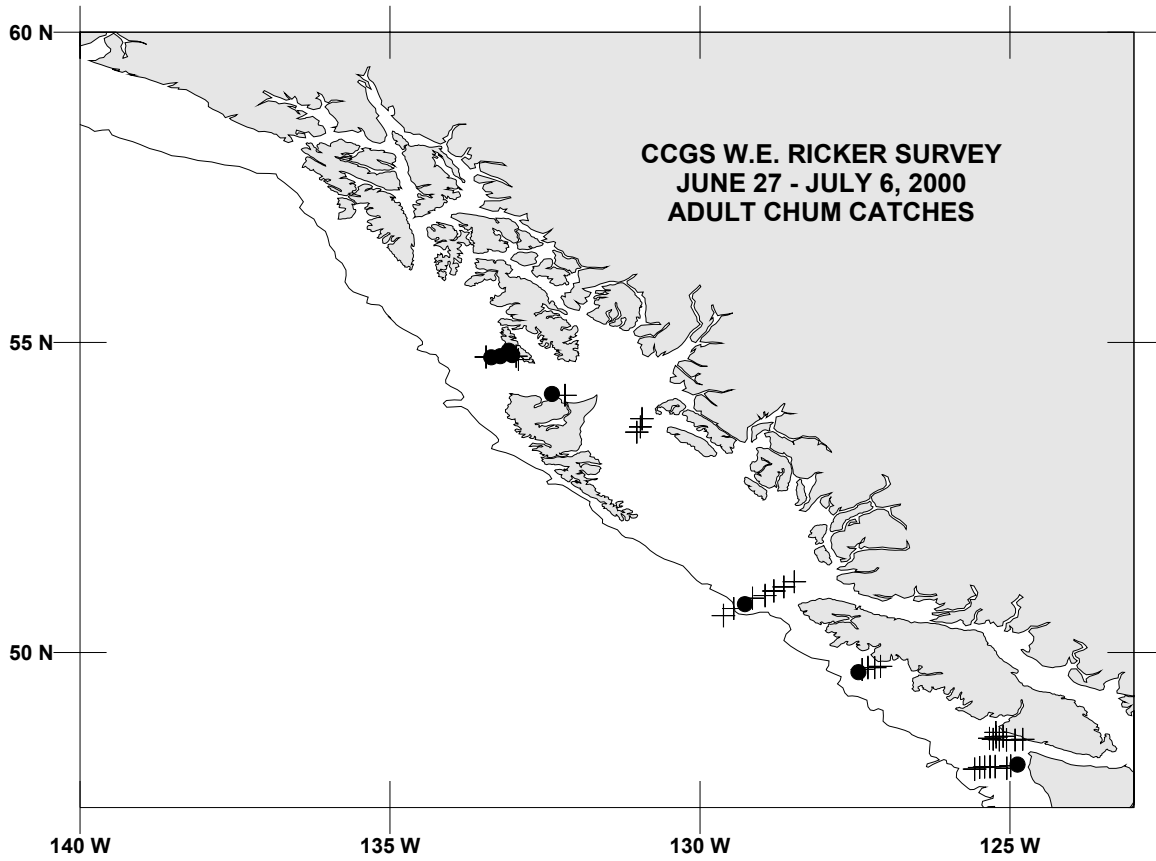 60 N
CCGS W.E. RICKER SURVEY
JUNE 27 - JULY 6, 2000
ADULT CHUM CATCHES
55 N
50 N
140 W
135 W
130 W
125 W